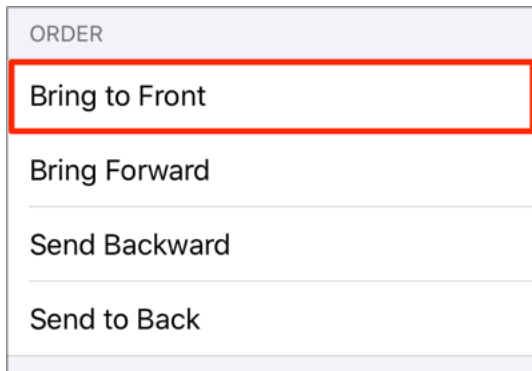 ORDER
Bring to Front
Bring Forward
Send Backward
Send to Back